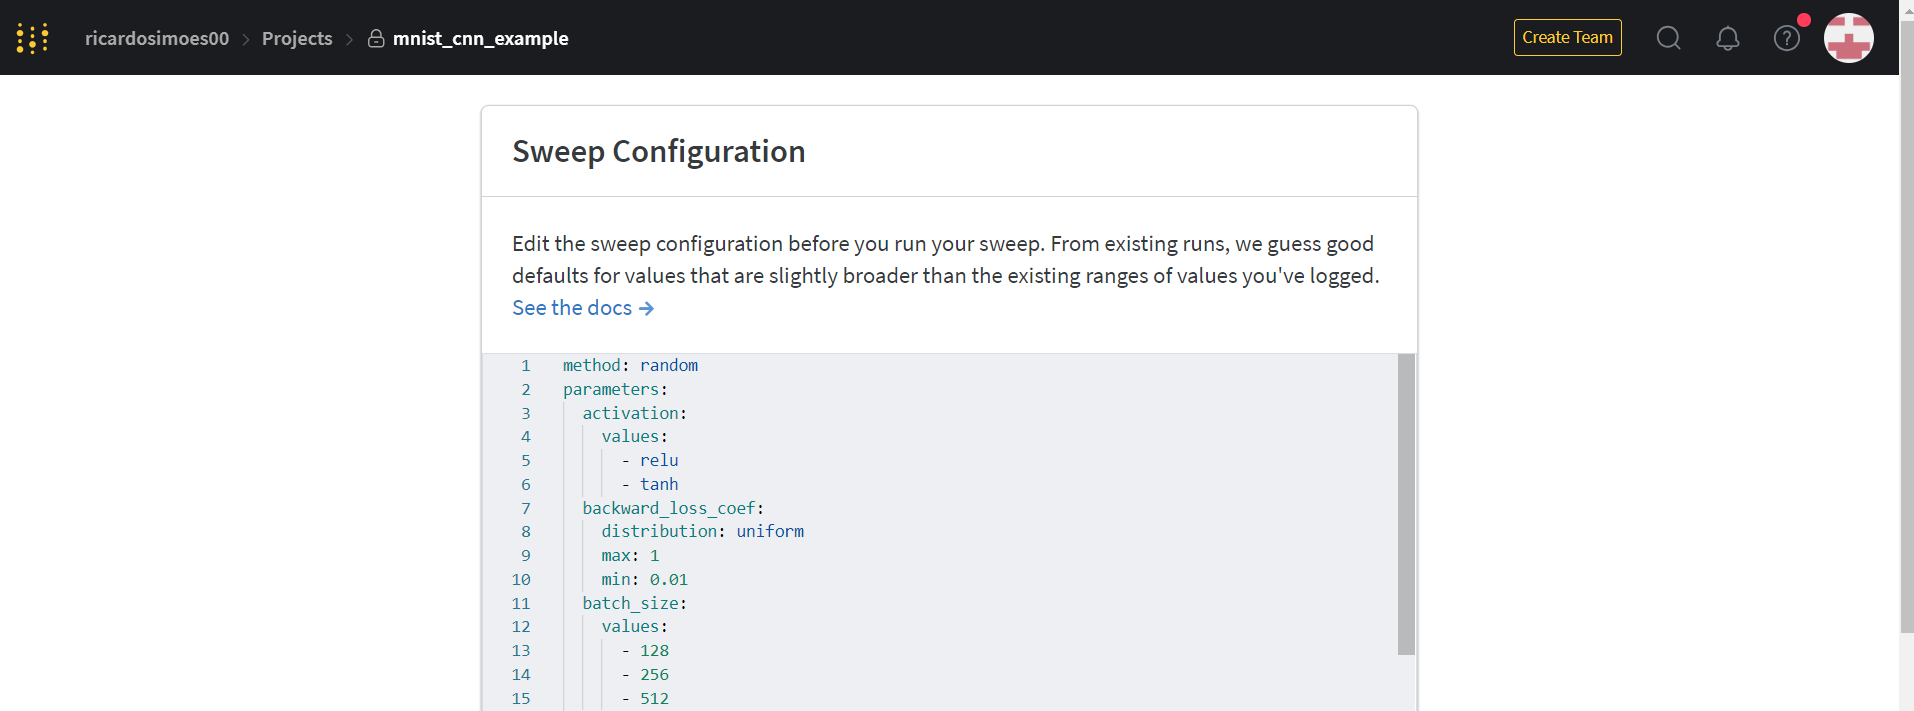 ricardosimoes00 > Projects > mnist_cnn_example
Create Team
Sweep Configuration
Edit the sweep configuration before you run your sweep. From existing runs, we guess good
defaults for values that are slightly broader than the existing ranges of values you've logged.
See the docs →
1 method: random
2 parameters:
3 activation:
4 values:
5 - relu
6 - tanh
7 backward_loss_coef:
8 distribution: uniform
9 max: 1
10 min: 0.01
11 batch_size:
12 values:
13 - 128
14 - 256
15 - 512